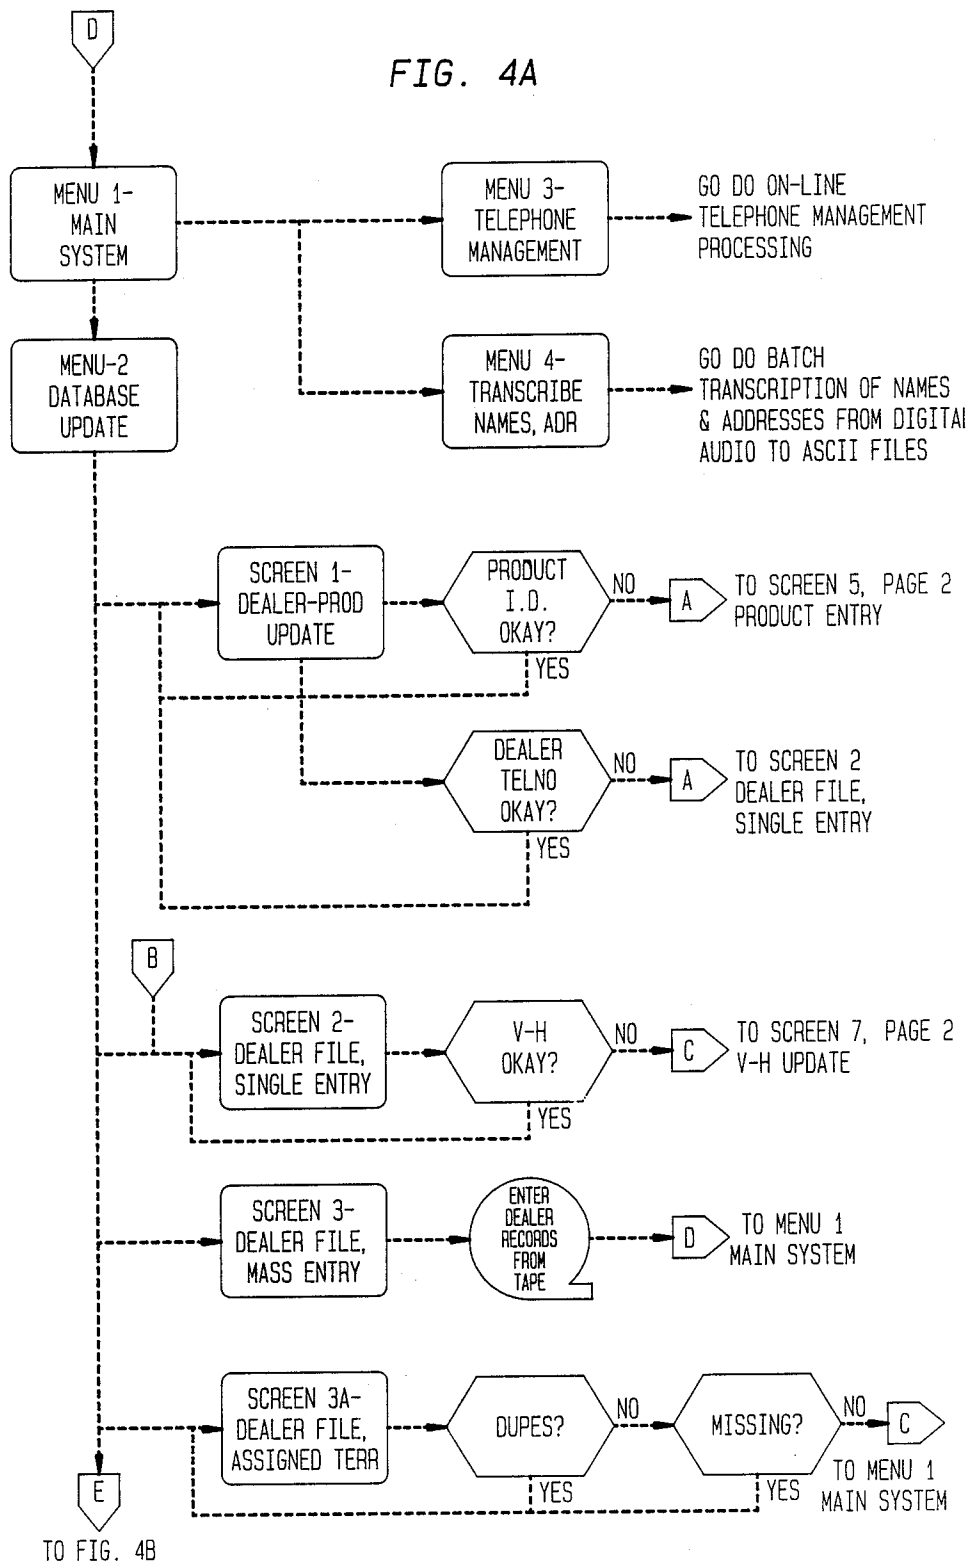 D
FIG. 4A
MENU 1-
MAIN
SYSTEM
MENU 3-
TELEPHONE
MANAGEMENT
GO DO ON-LINE
TELEPHONE MANAGEMENT
PROCESSING
MENU-2
DATABASE
UPDATE
MENU 4-
TRANSCRIBE
NAMES, ADR
GO DO BATCH
TRANSCRIPTION OF NAMES
& ADDRESSES FROM DIGITAL
AUDIO TO ASCII FILES
SCREEN 1-
DEALER-PROD
UPDATE
PRODUCT
I.D.
OKAY?
NO
YES
A
TO SCREEN 5, PAGE 2
PRODUCT ENTRY
DEALER
TELNO
OKAY?
NO
YES
A
TO SCREEN 2
DEALER FILE,
SINGLE ENTRY
B
SCREEN 2-
DEALER FILE,
SINGLE ENTRY
V-H
OKAY?
NO
YES
C
TO SCREEN 7, PAGE 2
V-H UPDATE
SCREEN 3-
DEALER FILE,
MASS ENTRY
ENTER
DEALER
RECORDS
FROM
TAPE
D
TO MENU 1
MAIN SYSTEM
SCREEN 3A-
DEALER FILE,
ASSIGNED TERR
DUPES?
NO
YES
MISSING?
NO
YES
C
TO MENU 1
MAIN SYSTEM
E
TO FIG. 4B